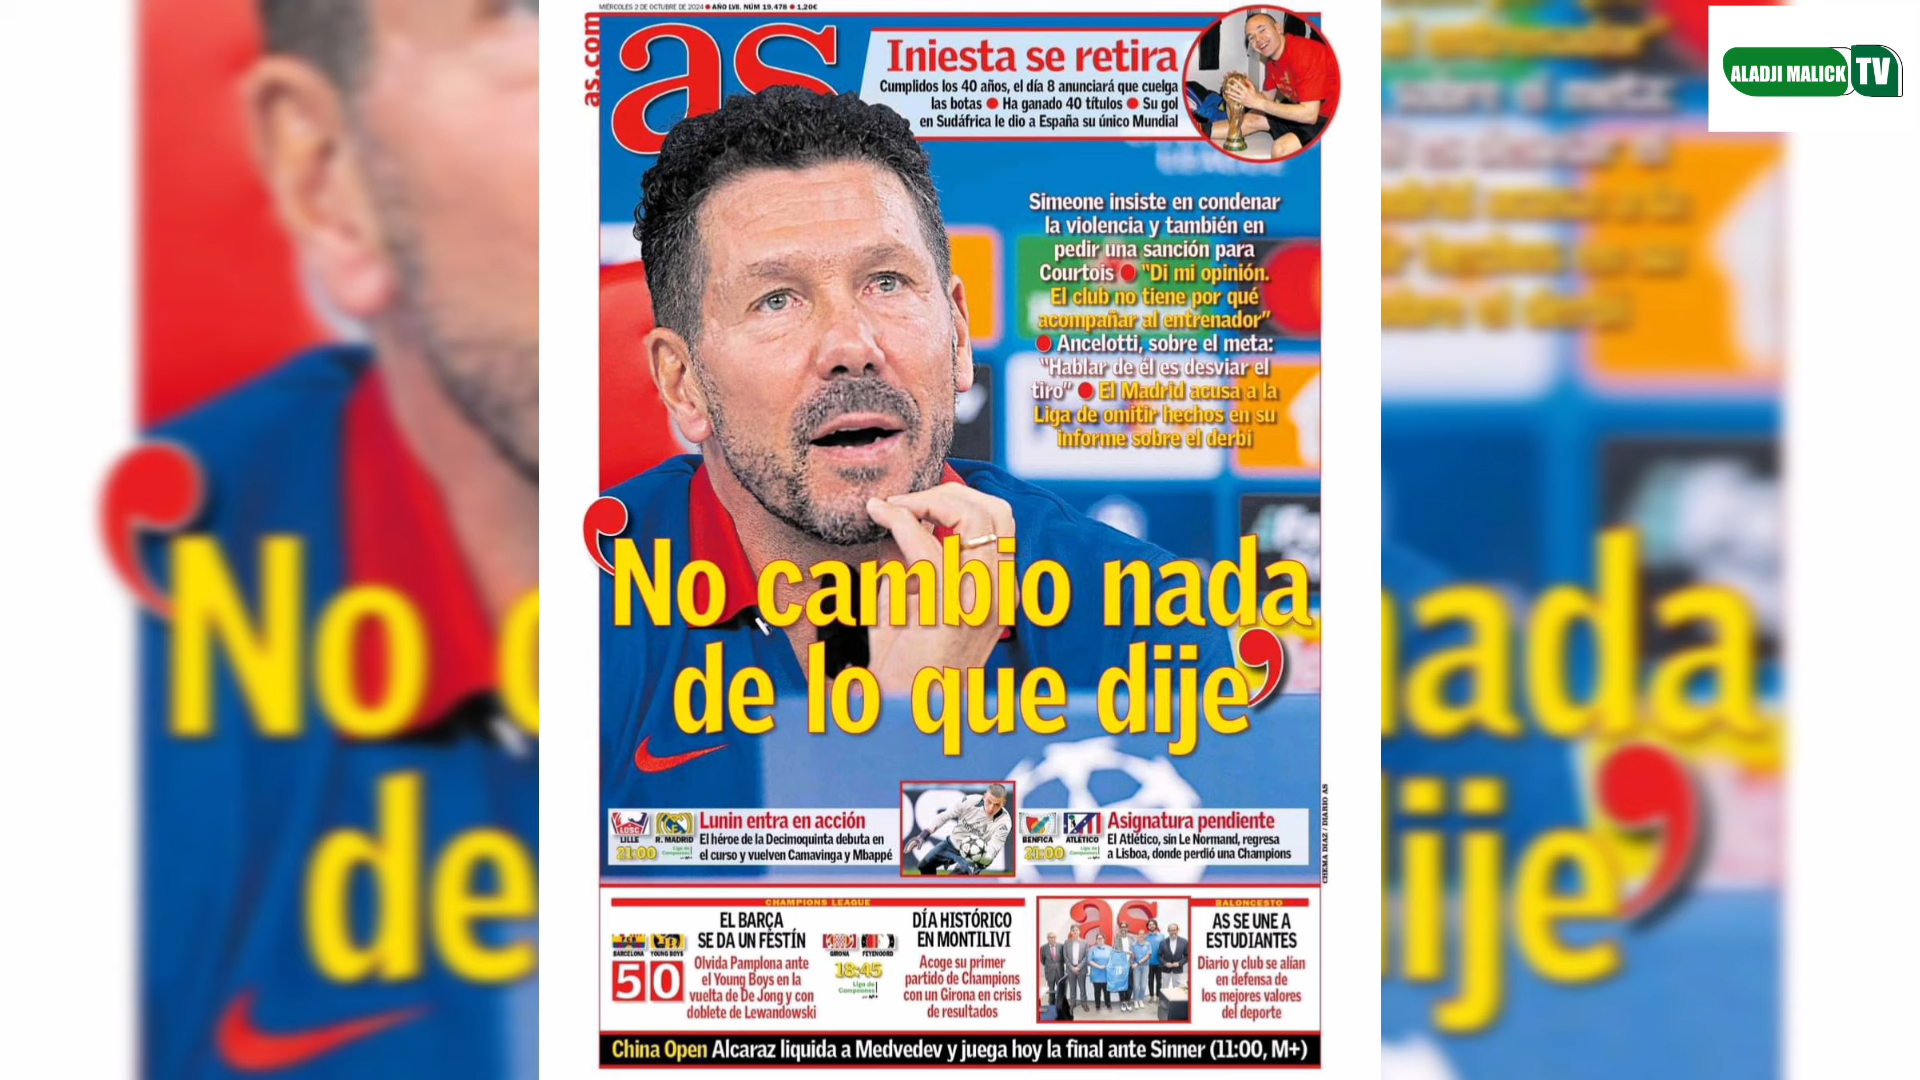 MIÉRCOLES 2 DE OCTUBRE DE 2024 ● AÑO LVII. NÚM 19.478 ● 1,20€
as.com
as
Iniesta se retira
Cumplidos los 40 años, el día 8 anunciará que cuelga
las botas ● Ha ganado 40 títulos ● Su gol
en Sudáfrica le dio a España su único Mundial
ALADJI MALICK TV
Simeone insiste en condenar
la violencia y también en
pedir una sanción para
Courtois ● "Di mi opinión.
El club no tiene por qué
acompañar al entrenador"
● Ancelotti, sobre el meta:
"Hablar de él es desviar el
tiro" ● El Madrid acusa a la
Liga de omitir hechos en su
informe sobre el derbi
‘No cambio nada
de lo que dije’
LOSC
LILLE
R. MADRID
21:00
Lunin entra en acción
El héroe de la Decimoquinta debuta en
el curso y vuelven Camavinga y Mbappé
BENFICA
ATLÉTICO
21:00
Asignatura pendiente
El Atlético, sin Le Normand, regresa
a Lisboa, donde perdió una Champions
CHEMA DÍAZ / DIARIO AS
CHAMPIONS LEAGUE
BARCELONA
YOUNG BOYS
5 0
EL BARÇA
SE DA UN FESTÍN
Olvida Pamplona ante
el Young Boys en la
vuelta de De Jong y con
doblete de Lewandowski
GIRONA
FEYENOORD
18:45
Liga de
Campeones
DÍA HISTÓRICO
EN MONTILIVI
Acoge su primer
partido de Champions
con un Girona en crisis
de resultados
as
BALONCESTO
AS SE UNE A
ESTUDIANTES
Diario y club se alían
en defensa de
los mejores valores
del deporte
China Open Alcaraz liquida a Medvedev y juega hoy la final ante Sinner (11:00, M+)